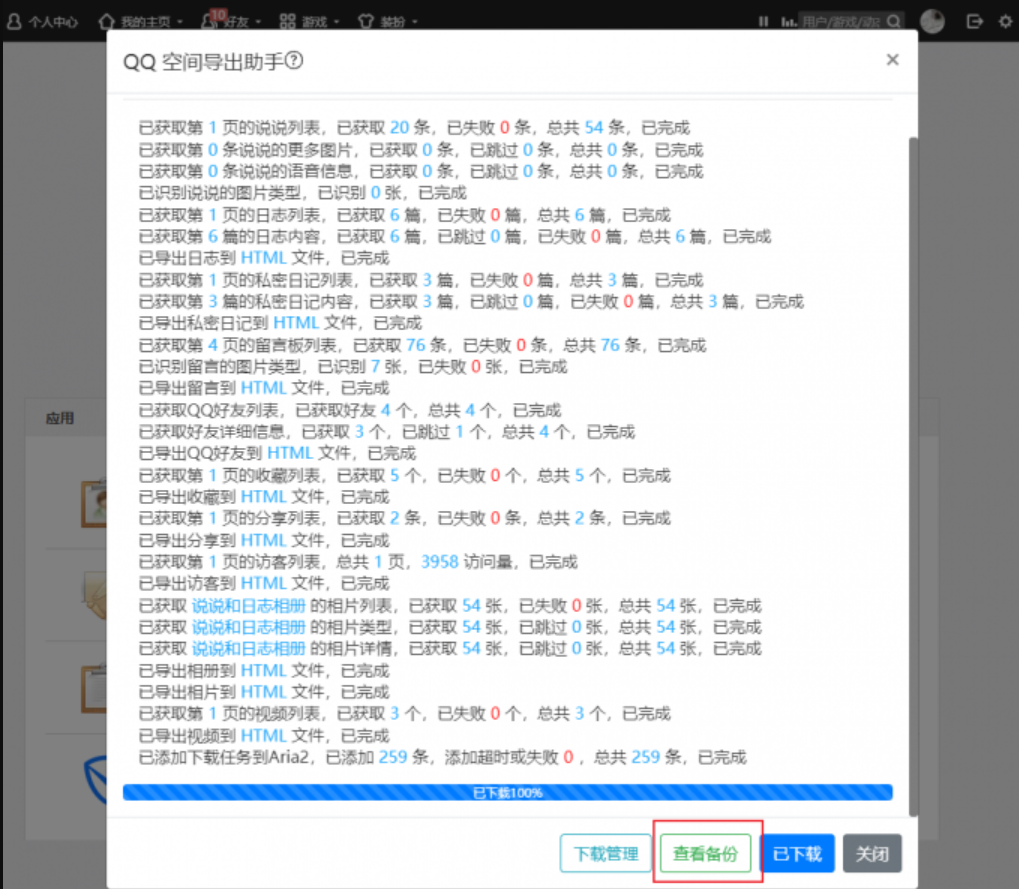 个人中心 我的主页 10 好友 游戏 装扮 用户/游戏/动
QQ 空间导出助手
已获取第 1 页的说说列表，已获取 20 条，已失败 0 条，总共 54 条，已完成
已获取第 0 条说说的更多图片，已获取 0 条，已跳过 0 条，总共 0 条，已完成
已获取第 0 条说说的语音信息，已获取 0 条，已跳过 0 条，总共 0 条，已完成
已识别说说的图片类型，已识别 0 张，已完成
已获取第 1 页的日志列表，已获取 6 篇，已失败 0 篇，总共 6 篇，已完成
已获取第 6 篇的日志内容，已获取 6 篇，已跳过 0 篇，已失败 0 篇，总共 6 篇，已完成
已导出日志到 HTML 文件，已完成
已获取第 1 页的私密日记列表，已获取 3 篇，已失败 0 篇，总共 3 篇，已完成
已获取第 3 篇的私密日记内容，已获取 3 篇，已跳过 0 篇，已失败 0 篇，总共 3 篇，已完成
已导出私密日记到 HTML 文件，已完成
已获取第 4 页的留言板列表，已获取 76 条，已失败 0 条，总共 76 条，已完成
已识别留言的图片类型，已识别 7 张，已失败 0 张，已完成
已导出留言到 HTML 文件，已完成
已获取QQ好友列表，已获取好友 4 个，总共 4 个，已完成
已获取好友详细信息，已获取 3 个，已跳过 1 个，总共 4 个，已完成
已导出QQ好友到 HTML 文件，已完成
已获取第 1 页的收藏列表，已获取 5 个，已失败 0 个，总共 5 个，已完成
已导出收藏到 HTML 文件，已完成
已获取第 1 页的分享列表，已获取 2 条，已失败 0 条，总共 2 条，已完成
已导出分享到 HTML 文件，已完成
已获取第 1 页的访客列表，总共 1 页，3958 访问量，已完成
已导出访客到 HTML 文件，已完成
已获取 说说和日志相册 的相片列表，已获取 54 张，已失败 0 张，总共 54 张，已完成
已获取 说说和日志相册 的相片类型，已获取 54 张，已跳过 0 张，总共 54 张，已完成
已获取 说说和日志相册 的相片详情，已获取 54 张，已跳过 0 张，总共 54 张，已完成
已导出相册到 HTML 文件，已完成
已导出相片到 HTML 文件，已完成
已获取第 1 页的视频列表，已获取 3 个，已失败 0 个，总共 3 个，已完成
已导出视频到 HTML 文件，已完成
已添加下载任务到Aria2，已添加 259 条，添加超时或失败 0 ，总共 259 条，已完成
已下载100%
应用
下载管理 查看备份 已下载 关闭